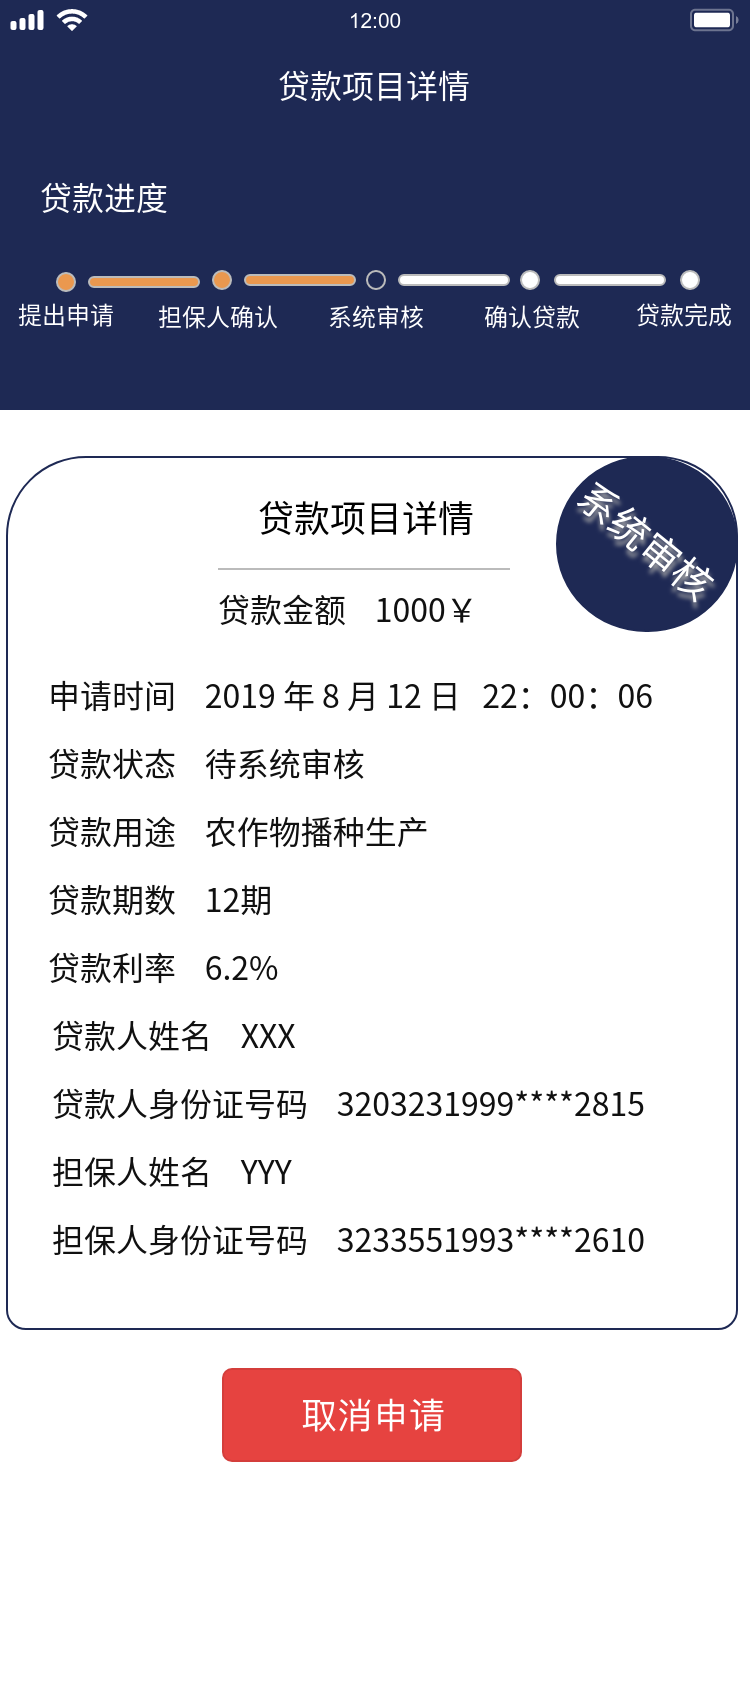 12:00
贷款项目详情
贷款进度
提出申请 担保人确认 系统审核 确认贷款 贷款完成
系统审核
贷款项目详情
贷款金额 1000￥
申请时间 2019 年 8 月 12 日 22：00：06
贷款状态 待系统审核
贷款用途 农作物播种生产
贷款期数 12期
贷款利率 6.2%
贷款人姓名 XXX
贷款人身份证号码 3203231999****2815
担保人姓名 YYY
担保人身份证号码 3233551993****2610
取消申请